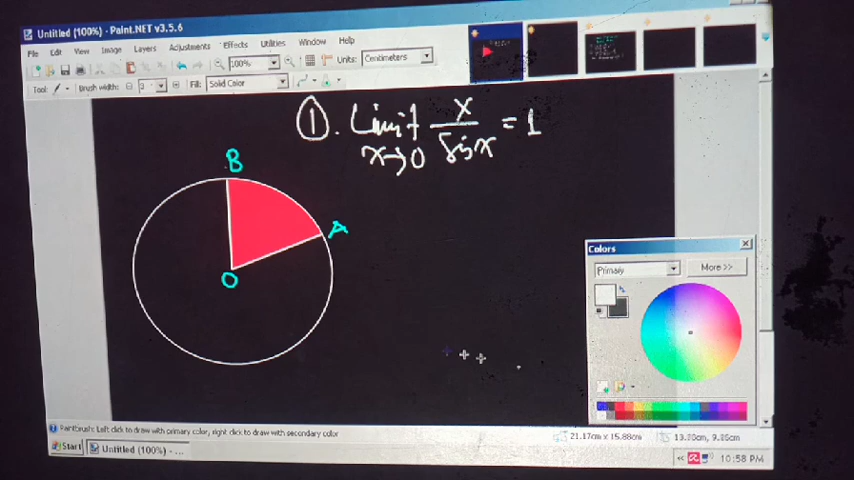 Untitled (100%) - Paint.NET v3.5.6
File Edit View Image Layers Adjustments Effects Utilities Window Help
100% Units: Centimeters
Tool: Brush width: 3 Fill: Solid Color
1. Limit x/Sin x = 1
x→0
B
A
O
Colors
Primary More >>
Paintbrush: Left click to draw with primary color, right click to draw with secondary color
21.17cm x 15.88cm
Start Untitled (100%) - ...
10:58 PM